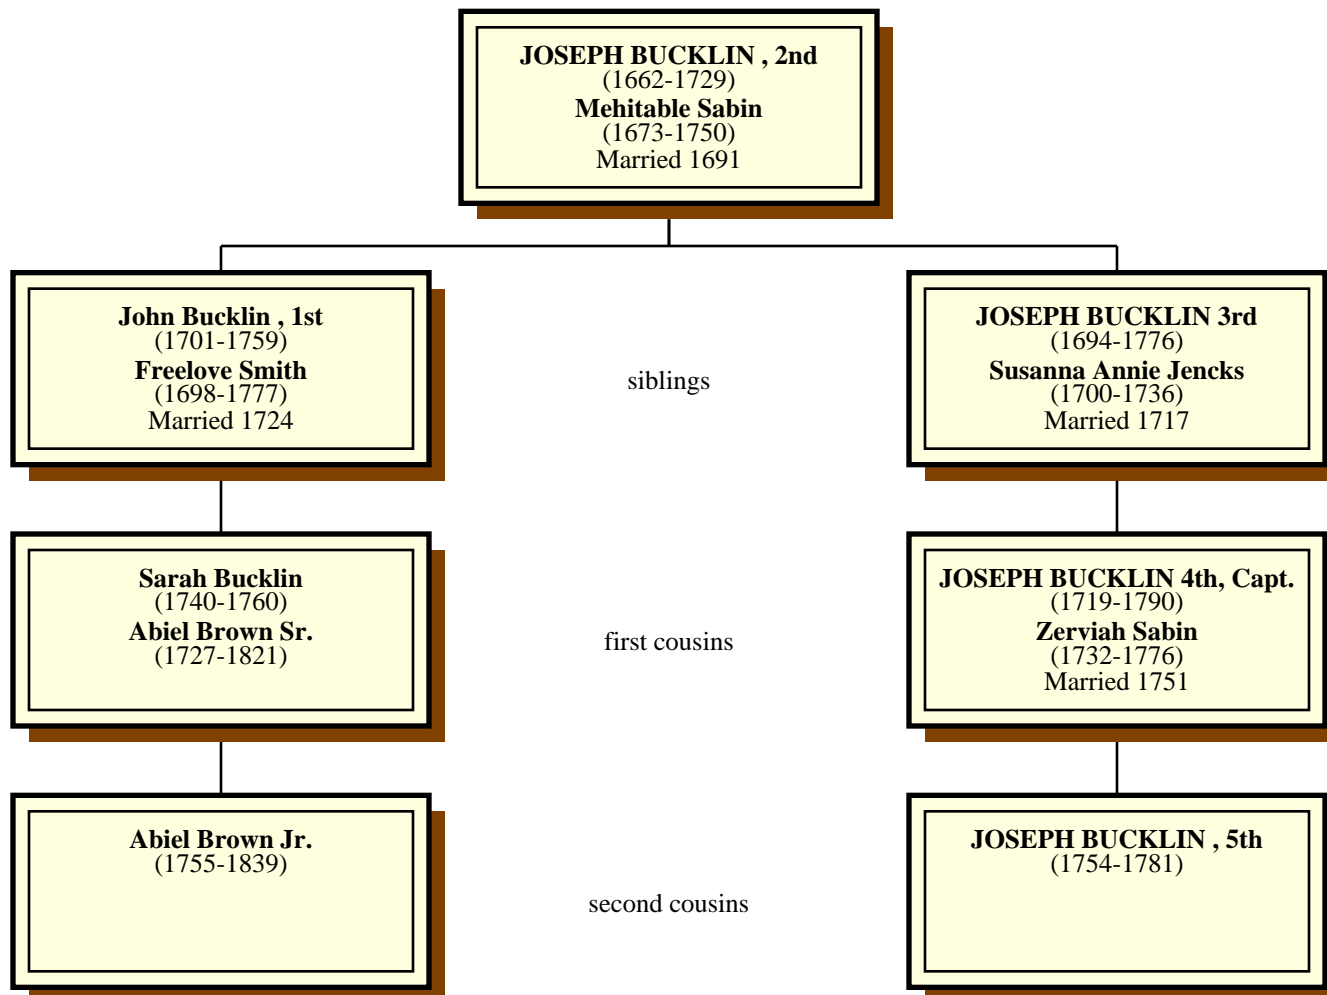 JOSEPH BUCKLIN , 2nd
(1662-1729)
Mehitable Sabin
(1673-1750)
Married 1691
John Bucklin , 1st
(1701-1759)
Freelove Smith
(1698-1777)
Married 1724
siblings
JOSEPH BUCKLIN 3rd
(1694-1776)
Susanna Annie Jencks
(1700-1736)
Married 1717
Sarah Bucklin
(1740-1760)
Abiel Brown Sr.
(1727-1821)
first cousins
JOSEPH BUCKLIN 4th, Capt.
(1719-1790)
Zerviah Sabin
(1732-1776)
Married 1751
Abiel Brown Jr.
(1755-1839)
second cousins
JOSEPH BUCKLIN , 5th
(1754-1781)